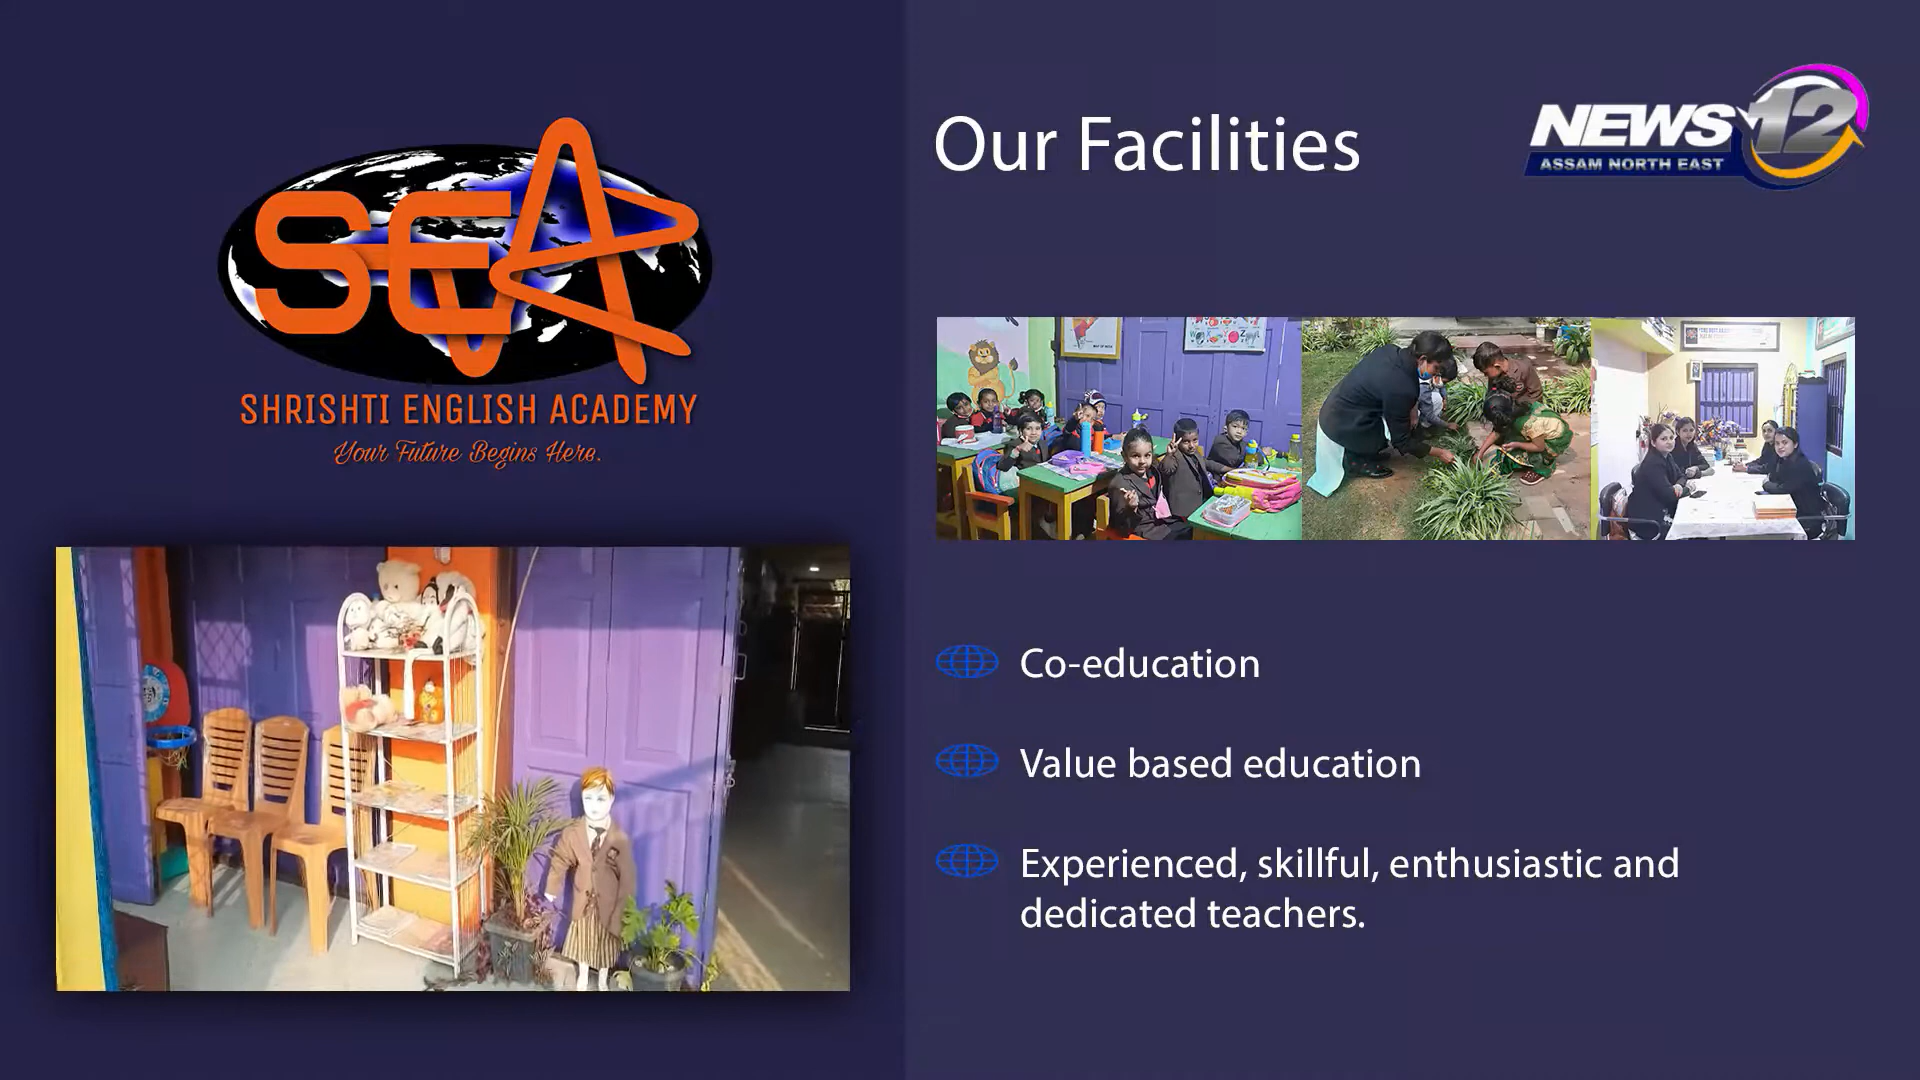 SEA
SHRISHTI ENGLISH ACADEMY
Your Future Begins Here.
Our Facilities
NEWS 12
ASSAM NORTH EAST
Co-education
Value based education
Experienced, skillful, enthusiastic and
dedicated teachers.